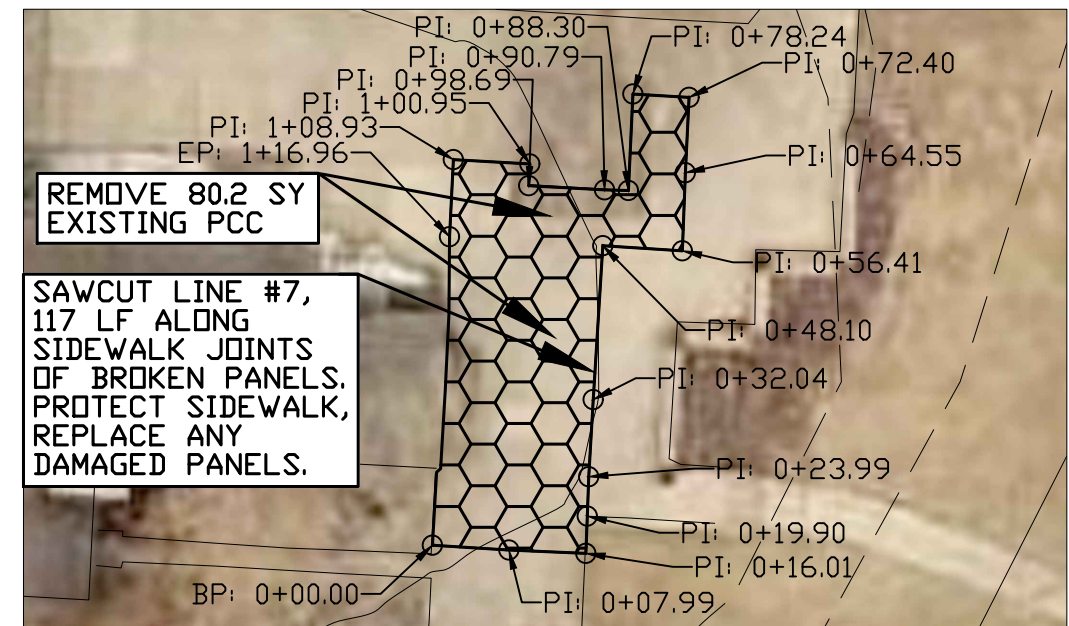 PI: 0+88.30
PI: 0+78.24
PI: 0+90.79
PI: 0+72.40
PI: 0+98.69
PI: 1+00.95
PI: 1+08.93
EP: 1+16.96
PI: 0+64.55
REMOVE 80.2 SY
EXISTING PCC
PI: 0+56.41
SAWCUT LINE #7,
117 LF ALONG
SIDEWALK JOINTS
OF BROKEN PANELS.
PROTECT SIDEWALK,
REPLACE ANY
DAMAGED PANELS.
PI: 0+48.10
PI: 0+32.04
PI: 0+23.99
PI: 0+19.90
PI: 0+16.01
BP: 0+00.00
PI: 0+07.99